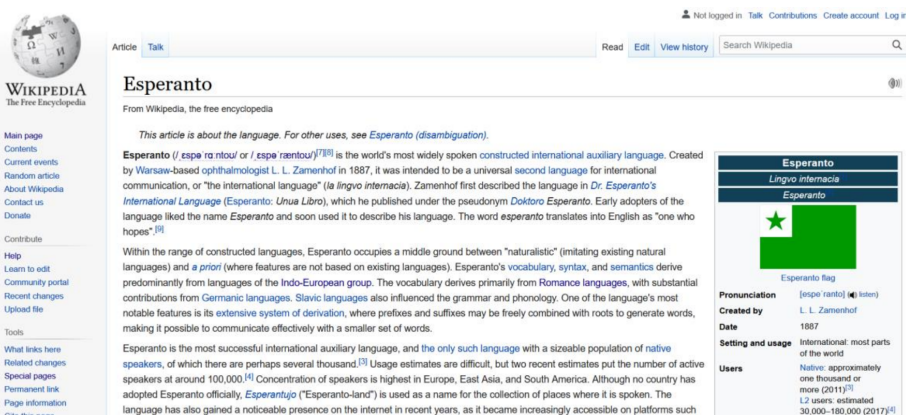 Not logged in Talk Contributions Create account Log in
Article Talk Read Edit View history Search Wikipedia
WIKIPEDIA
The Free Encyclopedia
Main page
Contents
Current events
Random article
About Wikipedia
Contact us
Donate
Contribute
Help
Learn to edit
Community portal
Recent changes
Upload file
Tools
What links here
Related changes
Special pages
Permanent link
Page information
Esperanto
From Wikipedia, the free encyclopedia
This article is about the language. For other uses, see Esperanto (disambiguation).
Esperanto (/ˌɛspəˈrɑːntoʊ/ or /ˌɛspəˈræntoʊ/)[7][8] is the world's most widely spoken constructed international auxiliary language. Created
by Warsaw-based ophthalmologist L. L. Zamenhof in 1887, it was intended to be a universal second language for international
communication, or "the international language" (la lingvo internacia). Zamenhof first described the language in Dr. Esperanto's
International Language (Esperanto: Unua Libro), which he published under the pseudonym Doktoro Esperanto. Early adopters of the
language liked the name Esperanto and soon used it to describe his language. The word esperanto translates into English as "one who
hopes".[9]
Within the range of constructed languages, Esperanto occupies a middle ground between "naturalistic" (imitating existing natural
languages) and a priori (where features are not based on existing languages). Esperanto's vocabulary, syntax, and semantics derive
predominantly from languages of the Indo-European group. The vocabulary derives primarily from Romance languages, with substantial
contributions from Germanic languages. Slavic languages also influenced the grammar and phonology. One of the language's most
notable features is its extensive system of derivation, where prefixes and suffixes may be freely combined with roots to generate words,
making it possible to communicate effectively with a smaller set of words.
Esperanto is the most successful international auxiliary language, and the only such language with a sizeable population of native
speakers, of which there are perhaps several thousand.[3] Usage estimates are difficult, but two recent estimates put the number of active
speakers at around 100,000.[4] Concentration of speakers is highest in Europe, East Asia, and South America. Although no country has
adopted Esperanto officially, Esperantujo ("Esperanto-land") is used as a name for the collection of places where it is spoken. The
language has also gained a noticeable presence on the internet in recent years, as it became increasingly accessible on platforms such
Esperanto
Lingvo internacia
Esperanto
Esperanto flag
Pronunciation [espeˈranto] (listen)
Created by L. L. Zamenhof
Date 1887
Setting and usage International: most parts
of the world
Users Native: approximately
one thousand or
more (2011)[3]
L2 users: estimated
30,000–180,000 (2017)[4]